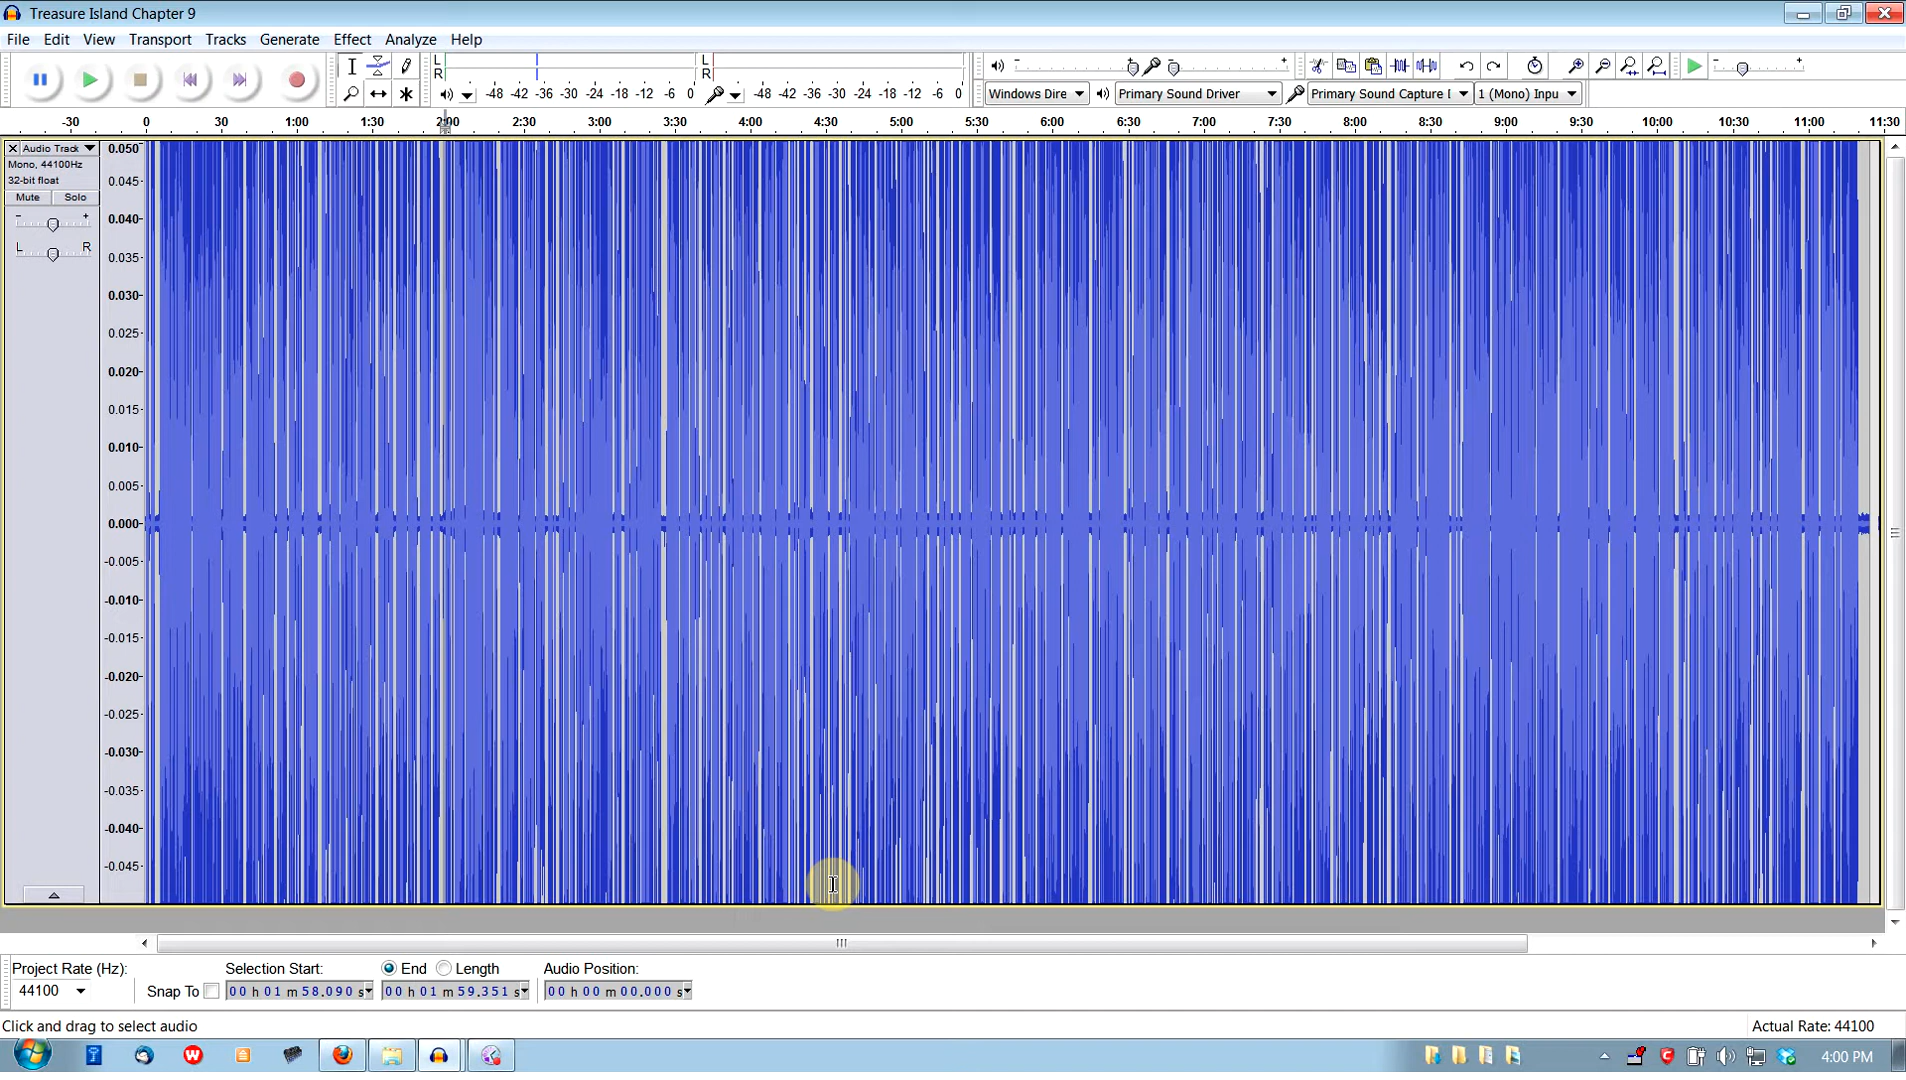 Treasure Island Chapter 9
File Edit View Transport Tracks Generate Effect Analyze Help
L R -48 -42 -36 -30 -24 -18 -12 -6 0 L R -48 -42 -36 -30 -24 -18 -12 -6 0
Windows Dire Primary Sound Driver Primary Sound Capture 1 (Mono) Inpu
-30 0 30 1:00 1:30 2:00 2:30 3:00 3:30 4:00 4:30 5:00 5:30 6:00 6:30 7:00 7:30 8:00 8:30 9:00 9:30 10:00 10:30 11:00 11:30
Audio Track
Mono, 44100Hz
32-bit float
Mute Solo
- +
L R
0.050
0.045
0.040
0.035
0.030
0.025
0.020
0.015
0.010
0.005
0.000
-0.005
-0.010
-0.015
-0.020
-0.025
-0.030
-0.035
-0.040
-0.045
Project Rate (Hz): Selection Start: End Length Audio Position:
44100 Snap To 00 h 01 m 58.090 s 00 h 01 m 59.351 s 00 h 00 m 00.000 s
Click and drag to select audio Actual Rate: 44100
4:00 PM